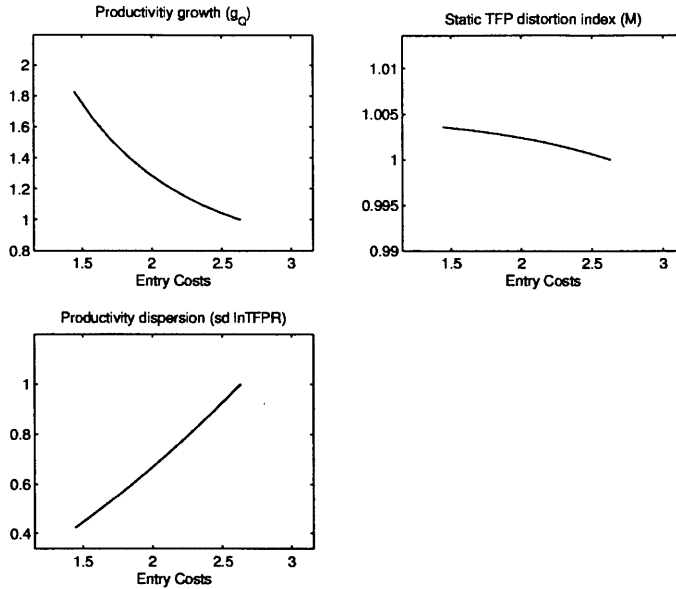 Productivitiy growth (gQ)
2
1.8
1.6
1.4
1.2
1
0.8
1.5 2 2.5 3
Entry Costs
Static TFP distortion index (M)
1.01
1.005
1
0.995
0.99
1.5 2 2.5 3
Entry Costs
Productivity dispersion (sd lnTFPR)
1
0.8
0.6
0.4
1.5 2 2.5 3
Entry Costs